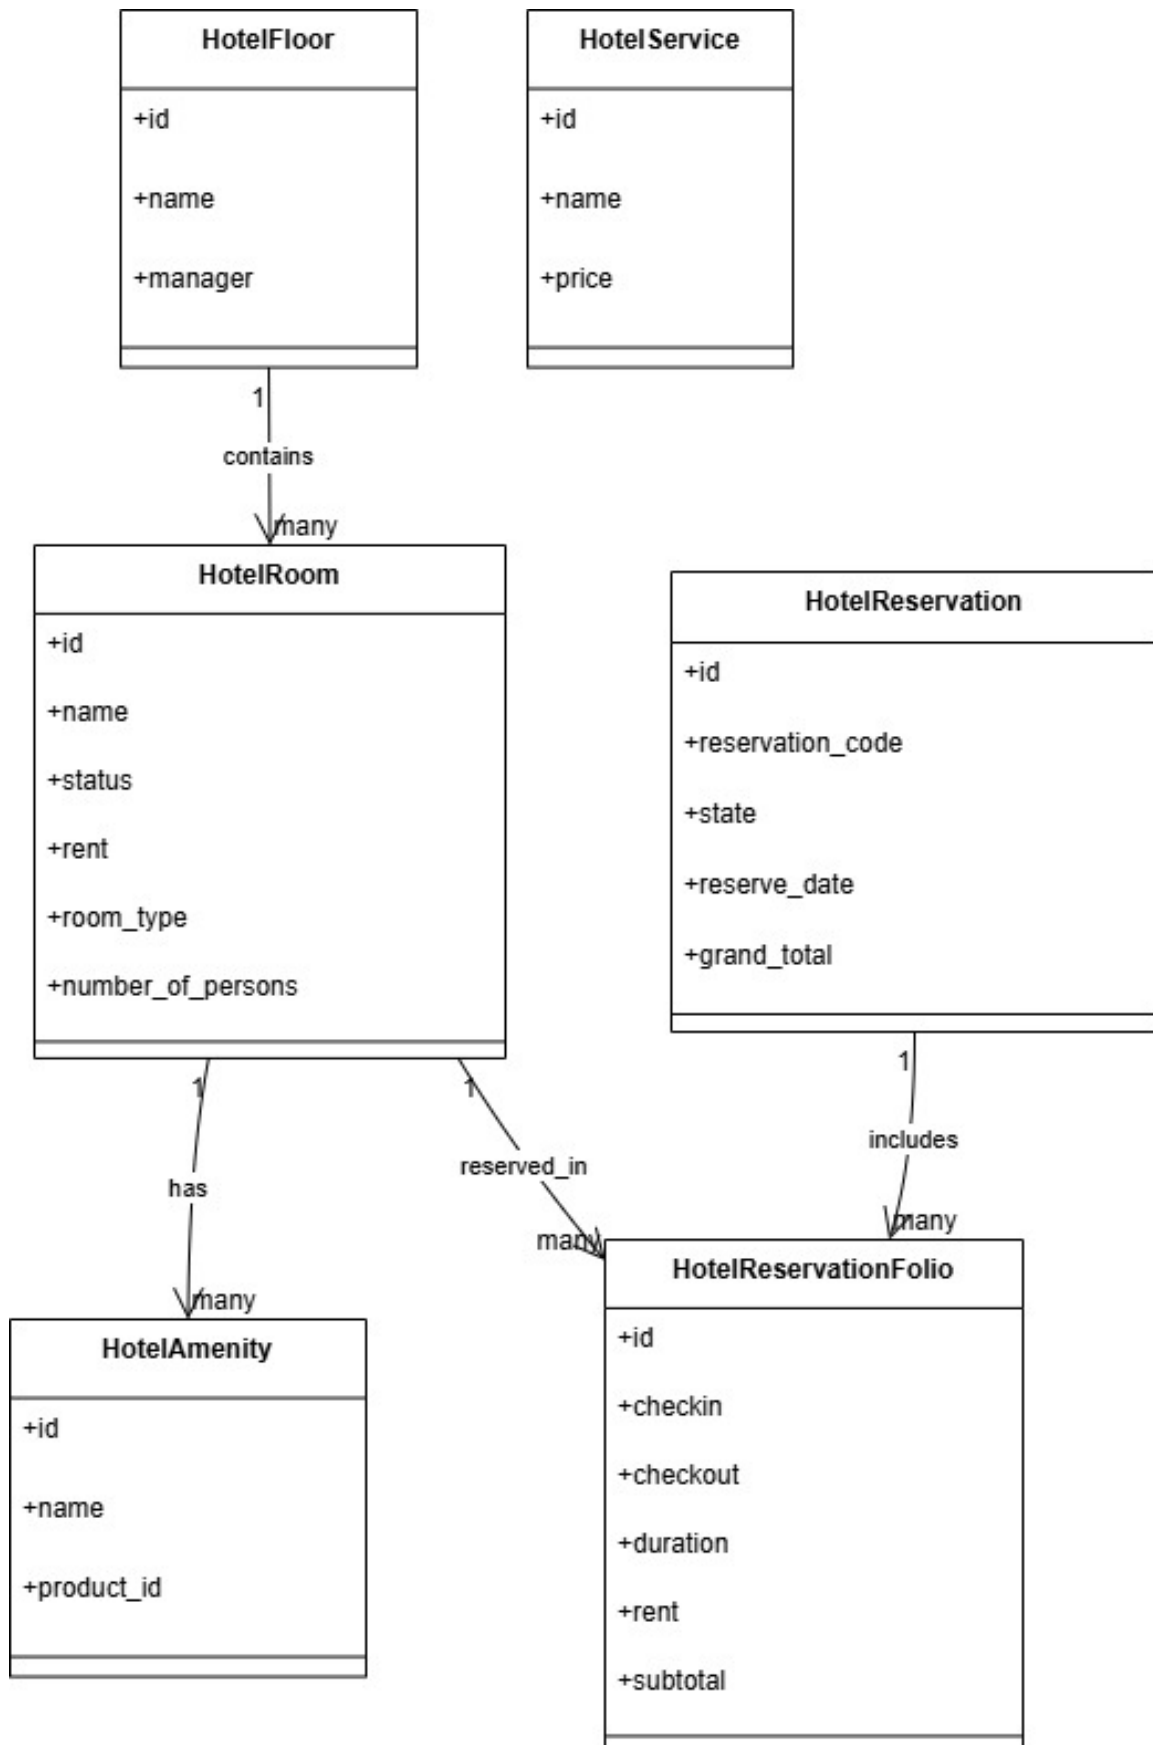 HotelFloor
+id
+name
+manager
HotelService
+id
+name
+price
1
contains
many
HotelRoom
+id
+name
+status
+rent
+room_type
+number_of_persons
HotelReservation
+id
+reservation_code
+state
+reserve_date
+grand_total
1
has
many
1
reserved_in
many
1
includes
many
HotelAmenity
+id
+name
+product_id
HotelReservationFolio
+id
+checkin
+checkout
+duration
+rent
+subtotal